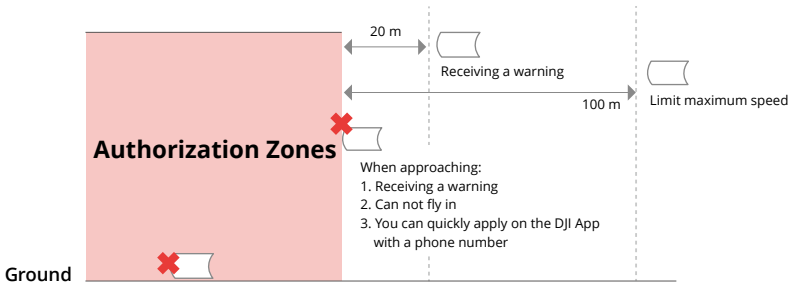 20 m
Receiving a warning
100 m
Limit maximum speed
Authorization Zones
When approaching:
1. Receiving a warning
2. Can not fly in
3. You can quickly apply on the DJI App
with a phone number
Ground